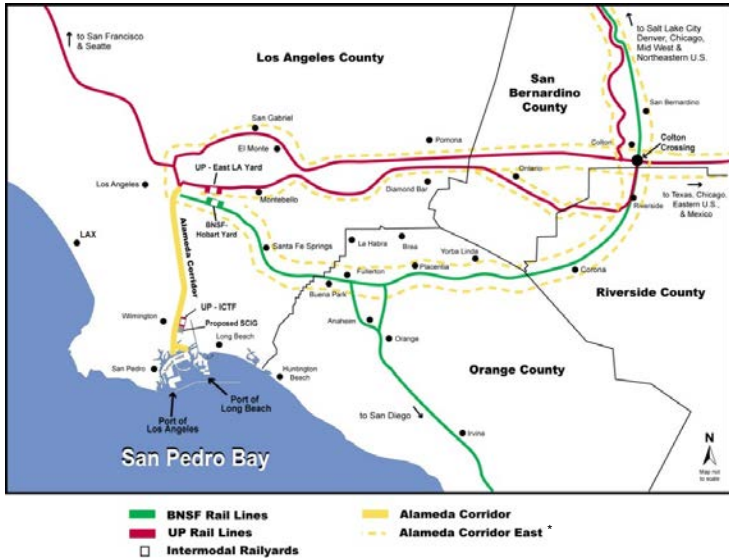 to San Francisco
& Seatte
Los Angeles County
to Salt Lake City
Denver, Chicago,
Mid West &
Northeastern U.S.
San
Bernardino
County
San Bernardino
San Gabriel
El Monte
Pomona
Colton
Colton
Crossing
UP - East LA Yard
Los Angeles
Montebello
Diamond Bar
Ontario
to Texas, Chicago,
Eastern U.S.,
& Mexico
Riverside
BNSF-
Hobart Yard
LAX
Alameda Corridor
Santa Fe Springs
La Habra
Brea
Yorba Linde
Placentia
Fullerton
Corona
Buena Park
Riverside County
UP - ICTF
Wilmington
Proposed SCIG
Anaheim
Long Beach
Orange
San Pedro
Huntington
Beach
Orange County
Port of
Long Beach
Port of
Los Angeles
to San Diego
Irvine
San Pedro Bay
N
Map not
to scale
BNSF Rail Lines
UP Rail Lines
Intermodal Railyards
Alameda Corridor
Alameda Corridor East *